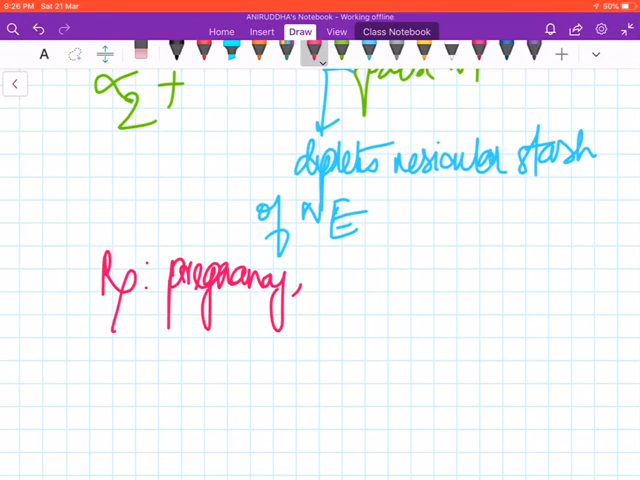 9:26 PM Sat 21 Mar
50%
ANIRUDDHA's Notebook - Working offline
Home Insert Draw View Class Notebook
A
α2 +
depletes vesicular stash
of NE
Rx: pregnancy,